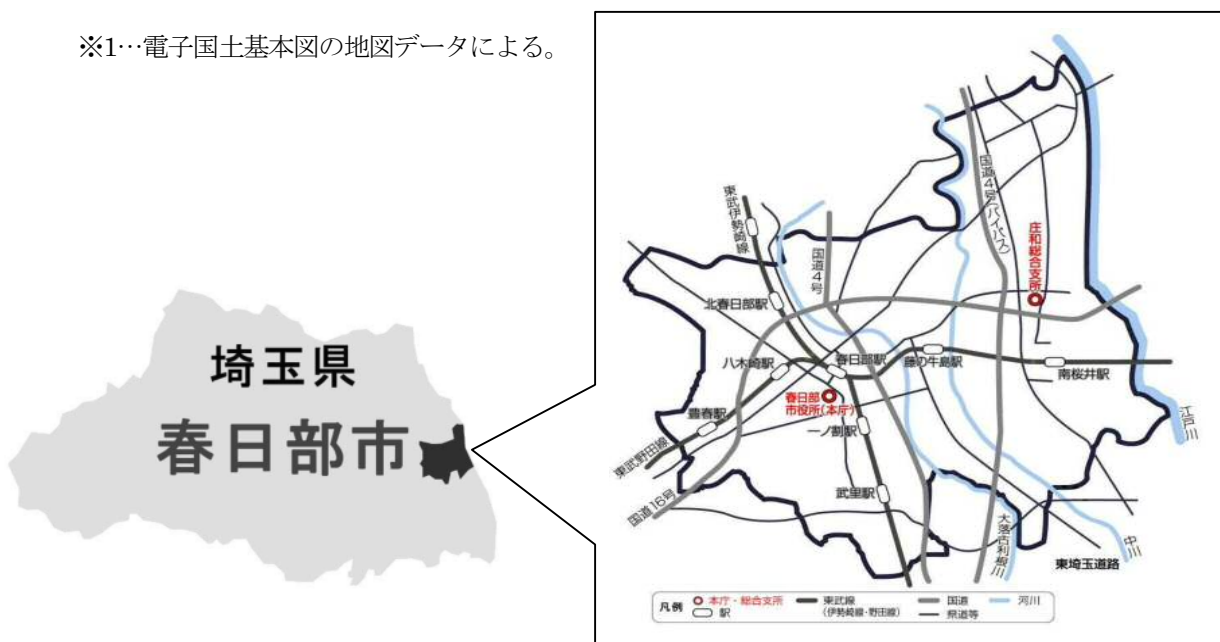 ※1…電子国土基本図の地図データによる。
埼玉県
春日部市
東武伊勢崎線
国道4号
国道4号(バイパス)
庄和総合支所
北春日部駅
八木崎駅
春日部駅
藤の牛島駅
南桜井駅
春日部
市役所(本庁)
豊春駅
一ノ割駅
江戸川
東武野田線
武里駅
国道16号
大落古利根川
中川
東埼玉道路
凡例
本庁・総合支所
駅
東武線
(伊勢崎線・野田線)
国道
県道等
河川